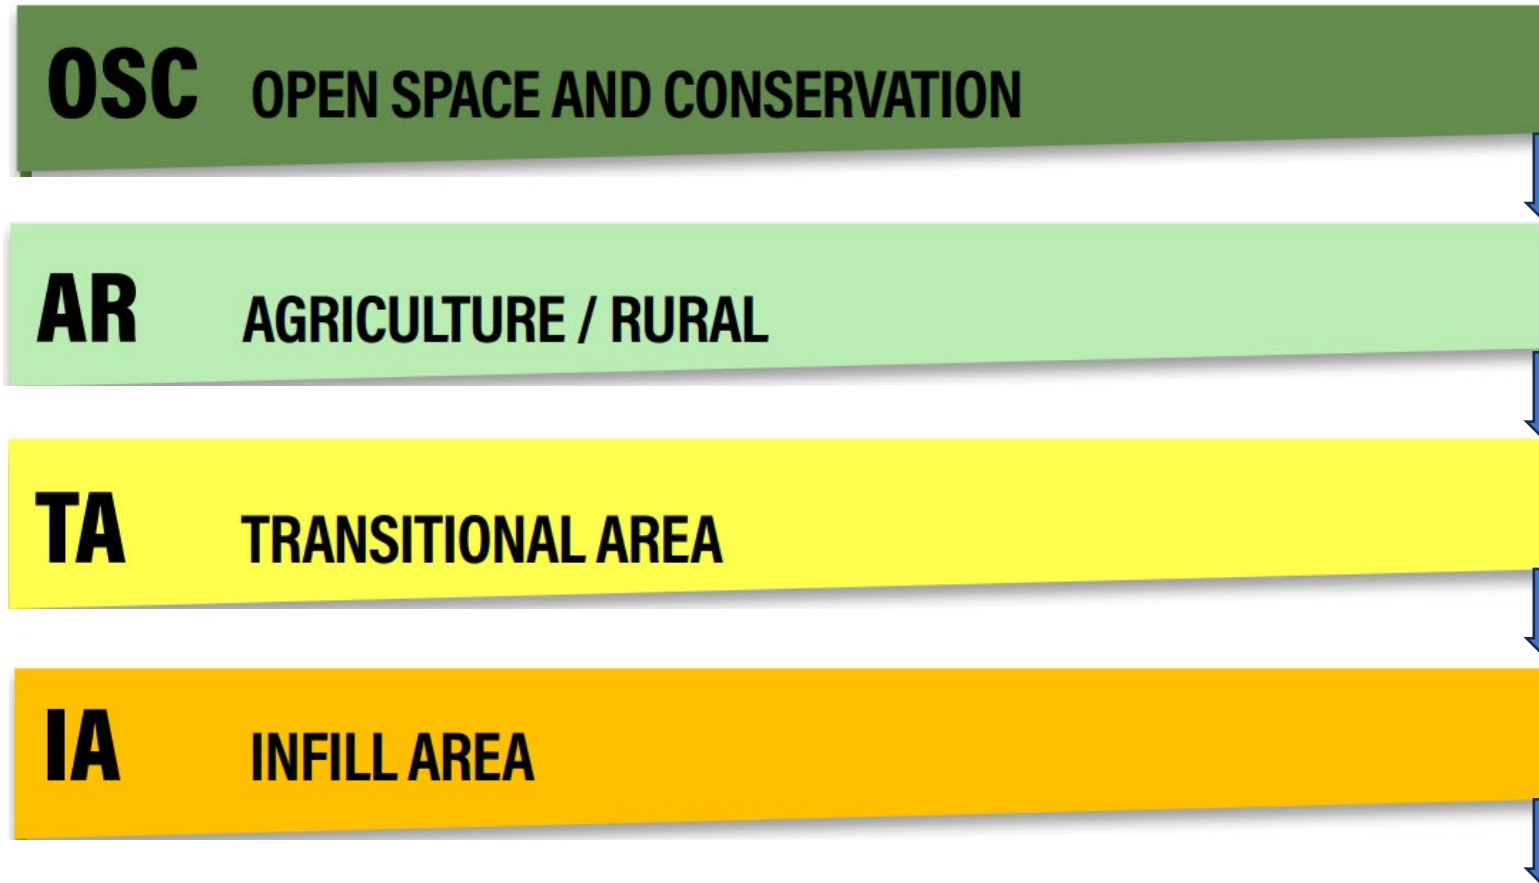 OSC OPEN SPACE AND CONSERVATION
AR AGRICULTURE / RURAL
TA TRANSITIONAL AREA
IA INFILL AREA